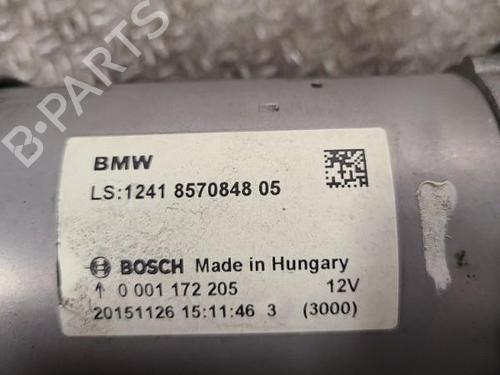 B-PARTS
BMW
LS:1241 8570848 05
BOSCH Made in Hungary
↑ 0 001 172 205 12V
20151126 15:11:46 3 (3000)